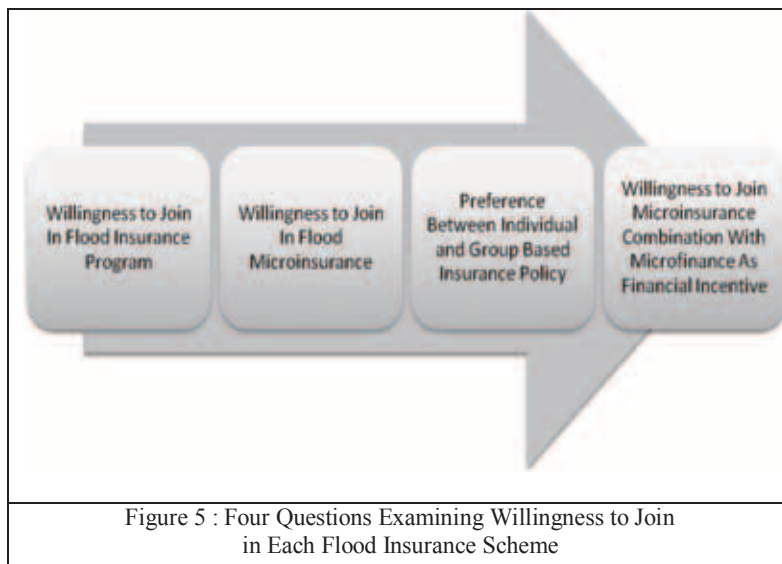 Willingness to Join
In Flood Insurance
Program
Willingness to Join
In Flood
Microinsurance
Preference
Between Individual
and Group Based
Insurance Policy
Willingness to Join
Microinsurance
Combination With
Microfinance As
Financial Incentive
Figure 5 : Four Questions Examining Willingness to Join
in Each Flood Insurance Scheme